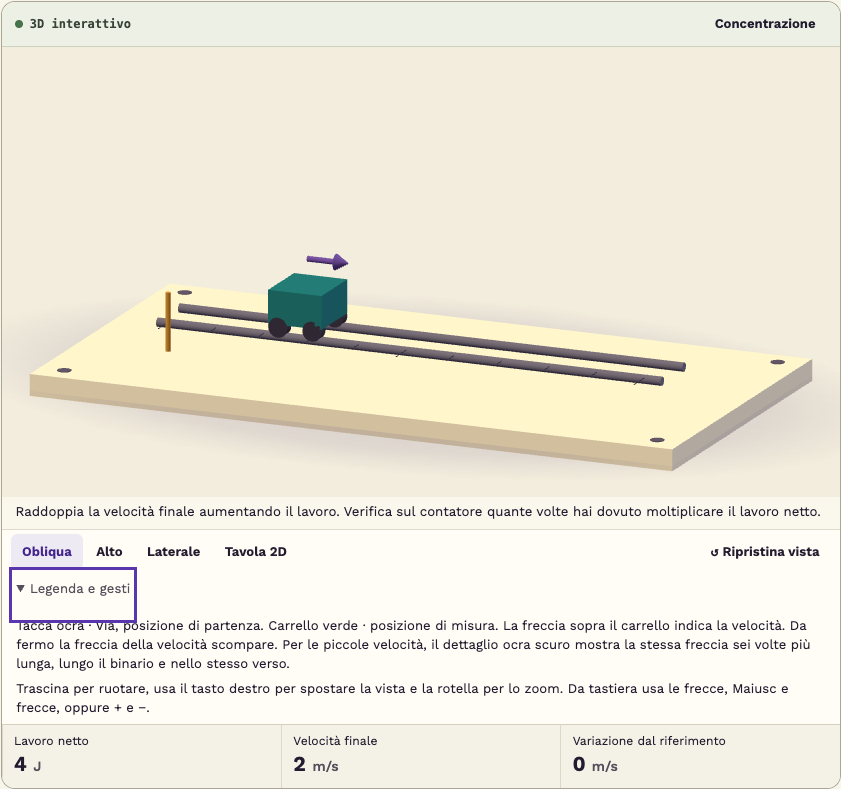 3D interattivo
Concentrazione
Raddoppia la velocità finale aumentando il lavoro. Verifica sul contatore quante volte hai dovuto moltiplicare il lavoro netto.
Obliqua Alto Laterale Tavola 2D ↺ Ripristina vista
▼ Legenda e gesti
Tacca ocra · Via, posizione di partenza. Carrello verde · posizione di misura. La freccia sopra il carrello indica la velocità. Da
fermo la freccia della velocità scompare. Per le piccole velocità, il dettaglio ocra scuro mostra la stessa freccia sei volte più
lunga, lungo il binario e nello stesso verso.
Trascina per ruotare, usa il tasto destro per spostare la vista e la rotella per lo zoom. Da tastiera usa le frecce, Maiusc e
frecce, oppure + e −.
Lavoro netto
4 J
Velocità finale
2 m/s
Variazione dal riferimento
0 m/s